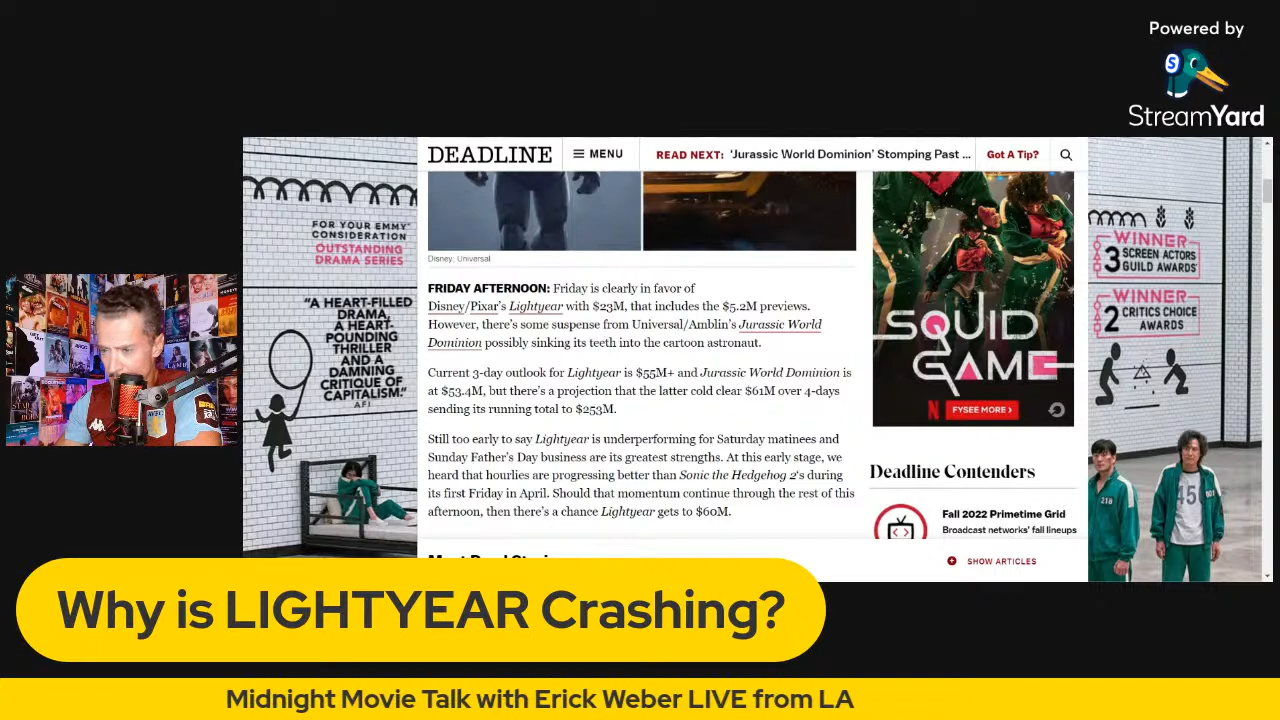 Powered by
S
StreamYard
DEADLINE
MENU
READ NEXT: ‘Jurassic World Dominion’ Stomping Past ...
Got A Tip?
FOR YOUR EMMY®
CONSIDERATION
OUTSTANDING
DRAMA SERIES
“A HEART-FILLED
DRAMA,
A HEART-
POUNDING
THRILLER
AND A
DAMNING
CRITIQUE OF
CAPITALISM.”
AFI
Disney; Universal
FRIDAY AFTERNOON: Friday is clearly in favor of
Disney/Pixar’s Lightyear with $23M, that includes the $5.2M previews.
However, there’s some suspense from Universal/Amblin’s Jurassic World
Dominion possibly sinking its teeth into the cartoon astronaut.
Current 3-day outlook for Lightyear is $55M+ and Jurassic World Dominion is
at $53.4M, but there’s a projection that the latter cold clear $61M over 4-days
sending its running total to $253M.
Still too early to say Lightyear is underperforming for Saturday matinees and
Sunday Father’s Day business are its greatest strengths. At this early stage, we
heard that hourlies are progressing better than Sonic the Hedgehog 2‘s during
its first Friday in April. Should that momentum continue through the rest of this
afternoon, then there’s a chance Lightyear gets to $60M.
SQUID
GAME
N
FYSEE MORE ›
Deadline Contenders
Fall 2022 Primetime Grid
Broadcast networks' fall lineups
SHOW ARTICLES
WINNER
3 SCREEN ACTORS
GUILD AWARDS®
WINNER
2 CRITICS CHOICE
AWARDS
218
45
001
Why is LIGHTYEAR Crashing?
Midnight Movie Talk with Erick Weber LIVE from LA